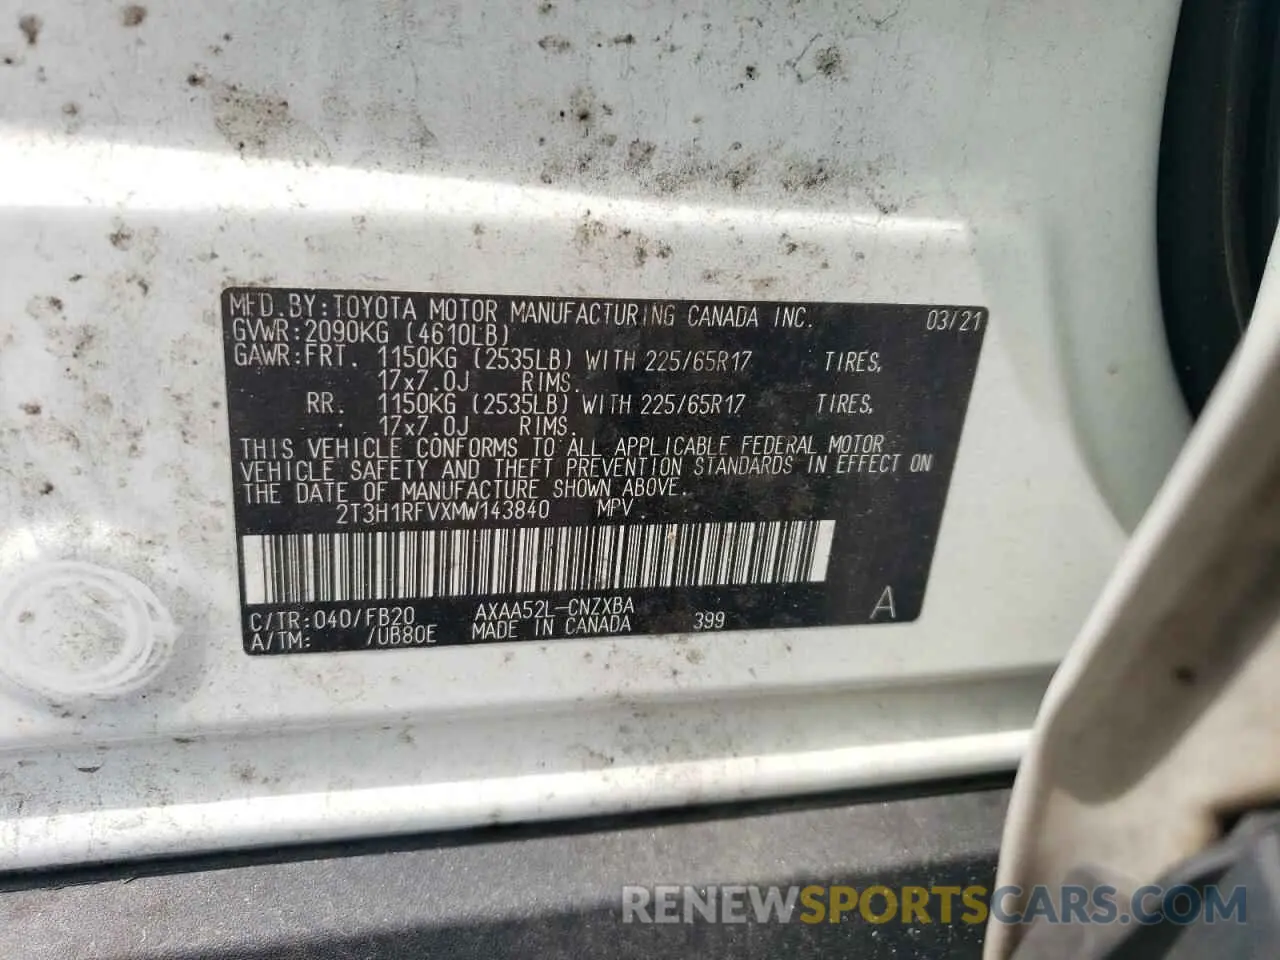 MFD. BY: TOYOTA MOTOR MANUFACTURING CANADA INC. 03/21
GVWR: 2090KG (4610LB)
GAWR: FRT. 1150KG (2535LB) WITH 225/65R17 TIRES,
17x7.0J RIMS.
RR. 1150KG (2535LB) WITH 225/65R17 TIRES,
17x7.0J RIMS.
THIS VEHICLE CONFORMS TO ALL APPLICABLE FEDERAL MOTOR
VEHICLE SAFETY AND THEFT PREVENTION STANDARDS IN EFFECT ON
THE DATE OF MANUFACTURE SHOWN ABOVE.
2T3H1RFVXMW143840 MPV
C/TR: 040/FB20 AXAA52L-CNZXBA A
A/TM: /UB80E MADE IN CANADA 399
RENEWSPORTSCARS.COM